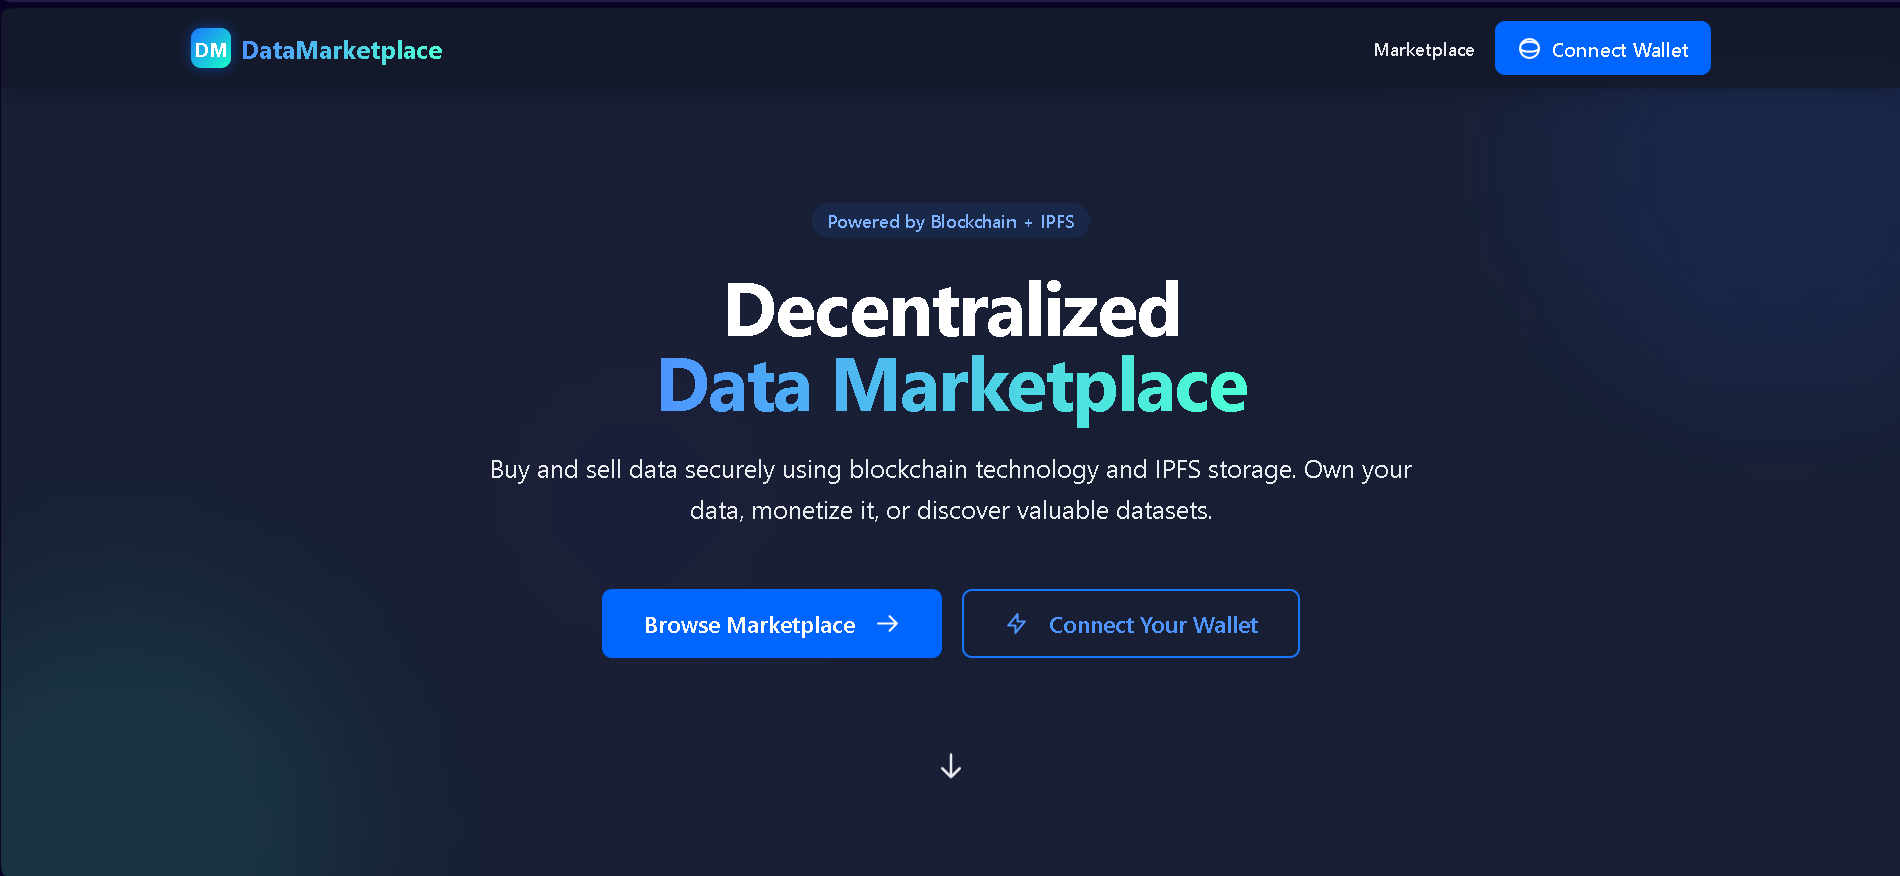 DM DataMarketplace
Marketplace
Connect Wallet
Powered by Blockchain + IPFS
Decentralized
Data Marketplace
Buy and sell data securely using blockchain technology and IPFS storage. Own your
data, monetize it, or discover valuable datasets.
Browse Marketplace
Connect Your Wallet